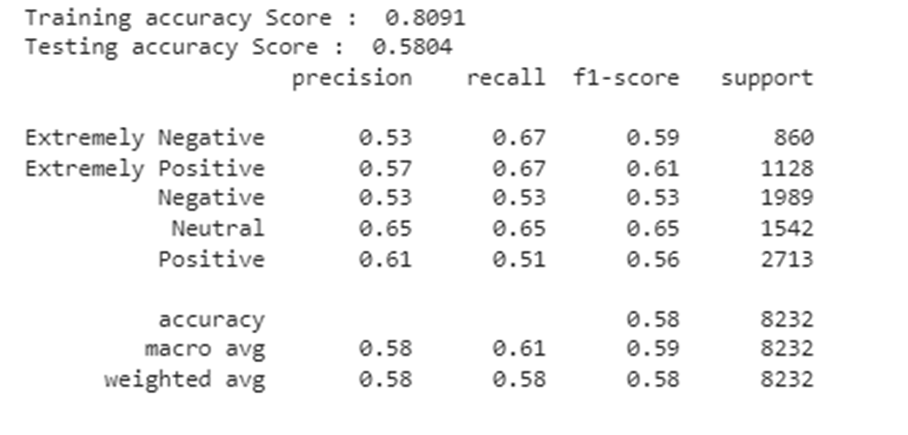 Training accuracy Score :  0.8091
Testing accuracy Score :  0.5804
precision recall f1-score support
Extremely Negative 0.53 0.67 0.59 860
Extremely Positive 0.57 0.67 0.61 1128
Negative 0.53 0.53 0.53 1989
Neutral 0.65 0.65 0.65 1542
Positive 0.61 0.51 0.56 2713
accuracy 0.58 8232
macro avg 0.58 0.61 0.59 8232
weighted avg 0.58 0.58 0.58 8232